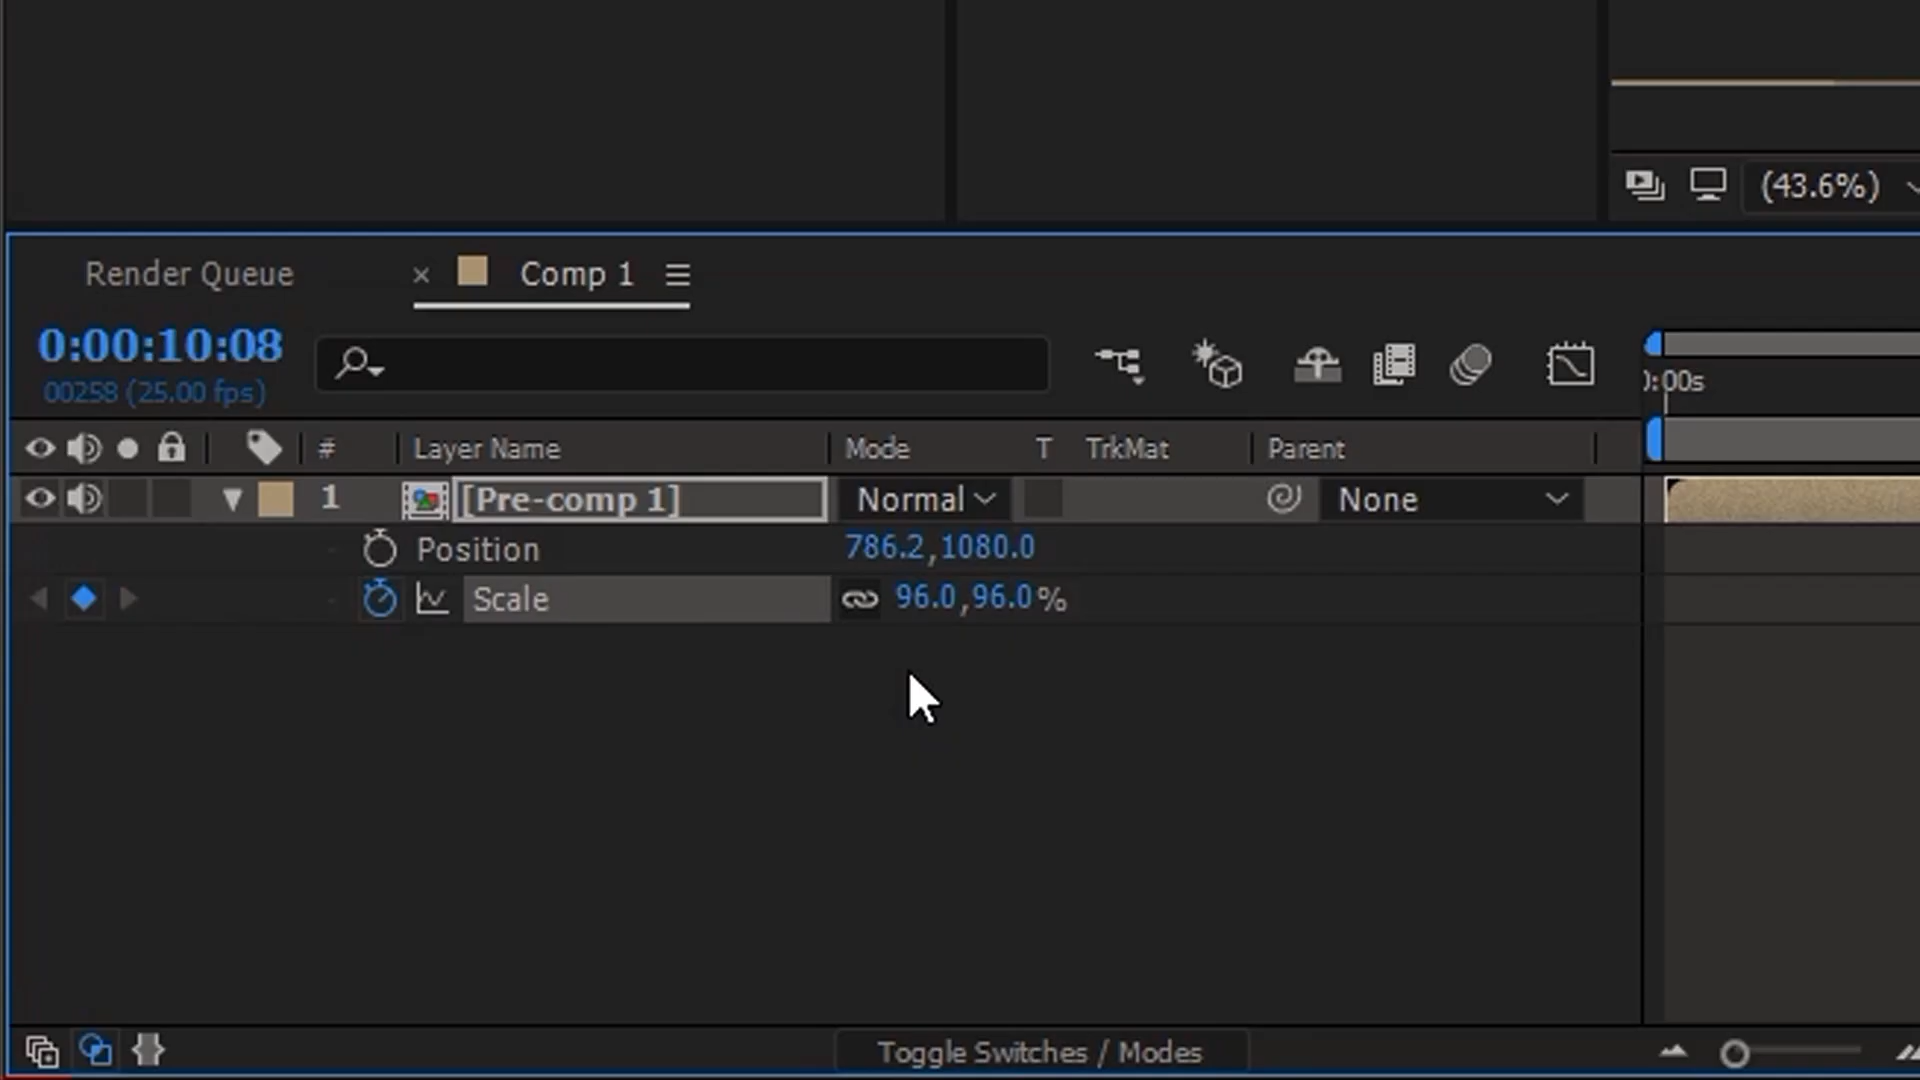 (43.6%)
Render Queue
× Comp 1
0:00:10:08
00258 (25.00 fps)
):00s
# Layer Name Mode T TrkMat Parent
1 [Pre-comp 1] Normal None
Position 786.2,1080.0
Scale 96.0,96.0%
Toggle Switches / Modes